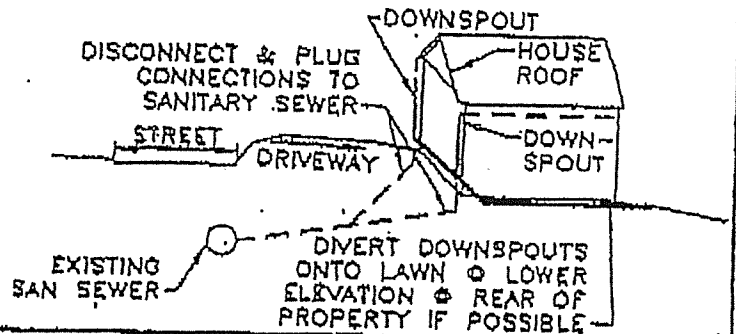 DOWNSPOUT
DISCONNECT & PLUG
CONNECTIONS TO
SANITARY SEWER
HOUSE
ROOF
STREET
DRIVEWAY
DOWN-
SPOUT
EXISTING
SAN SEWER
DIVERT DOWNSPOUTS
ONTO LAWN @ LOWER
ELEVATION @ REAR OF
PROPERTY IF POSSIBLE